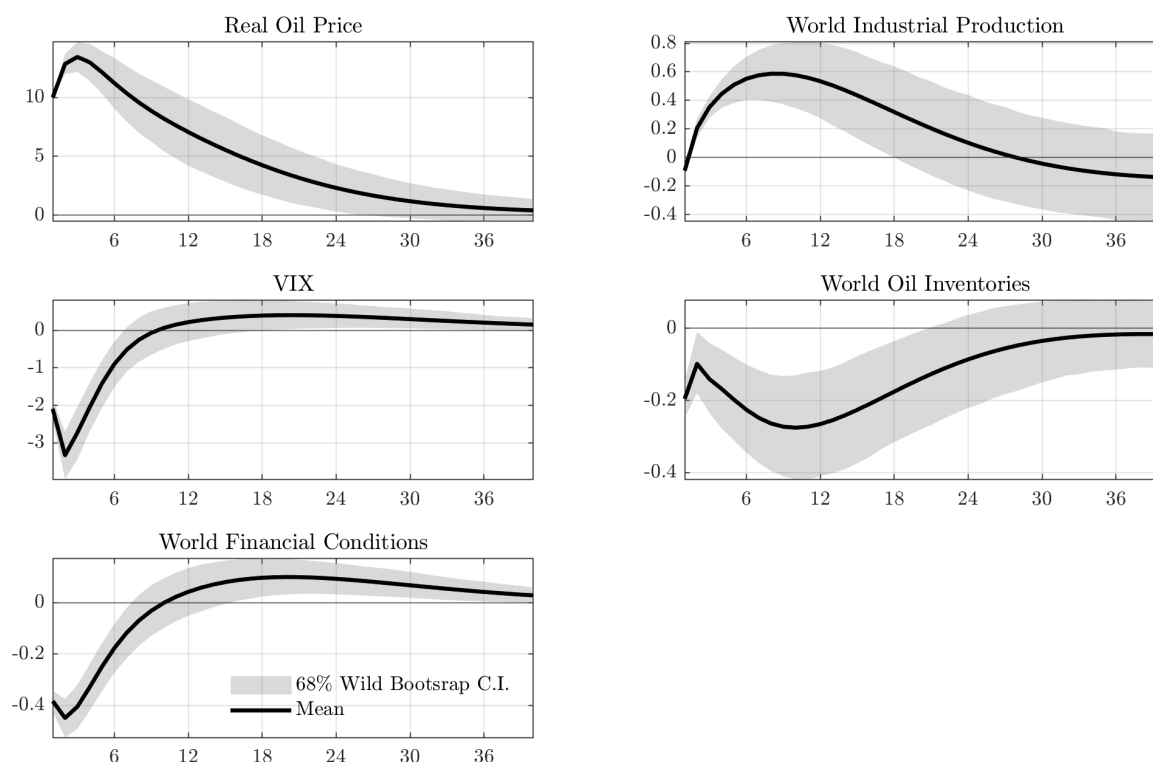 Real Oil Price
10
5
0
6 12 18 24 30 36
World Industrial Production
0.8
0.6
0.4
0.2
0
-0.2
-0.4
6 12 18 24 30 36
VIX
0
-1
-2
-3
6 12 18 24 30 36
World Oil Inventories
0
-0.2
-0.4
6 12 18 24 30 36
World Financial Conditions
0
-0.2
-0.4
68% Wild Bootsrap C.I.
Mean
6 12 18 24 30 36